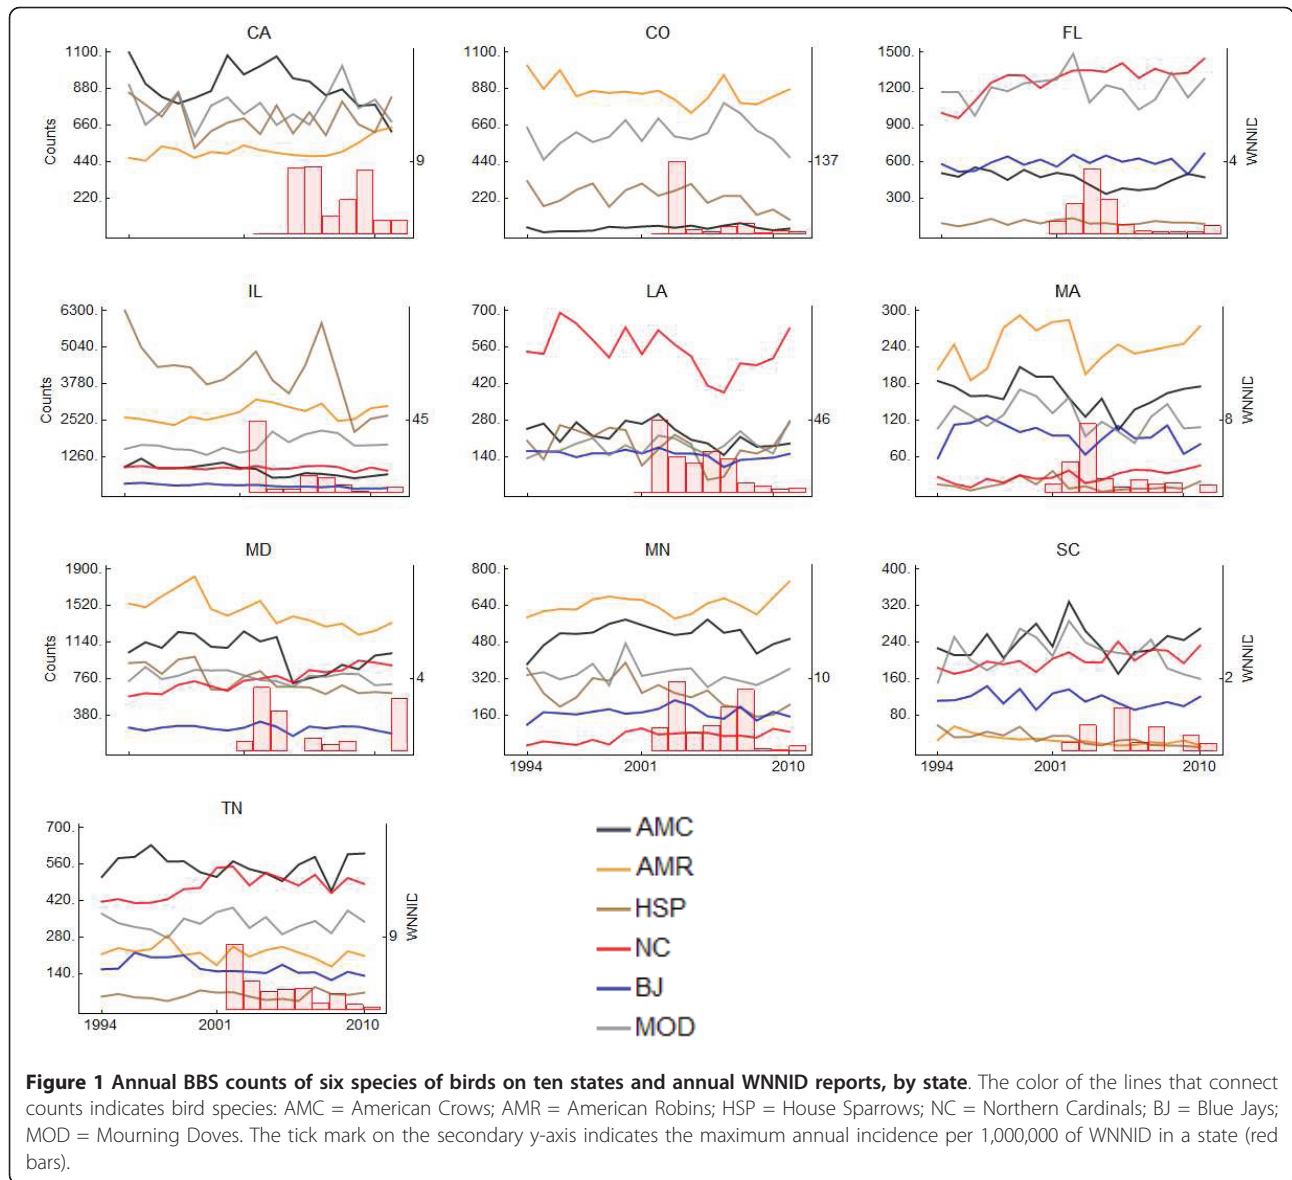 CA
1100.
880.
660.
440.
220.
Counts
9
CO
1100.
880.
660.
440.
220.
137
FL
1500.
1200.
900.
600.
300.
4
WNNID
IL
6300.
5040.
3780.
2520.
1260.
Counts
45
LA
700.
560.
420.
280.
140.
46
MA
300.
240.
180.
120.
60.
8
WNNID
MD
1900.
1520.
1140.
760.
380.
Counts
4
MN
800.
640.
480.
320.
160.
10
1994 2001 2010
SC
400.
320.
240.
160.
80.
2
WNNID
1994 2001 2010
TN
700.
560.
420.
280.
140.
9
WNNID
1994 2001 2010
AMC
AMR
HSP
NC
BJ
MOD
Figure 1 Annual BBS counts of six species of birds on ten states and annual WNNID reports, by state. The color of the lines that connect
counts indicates bird species: AMC = American Crows; AMR = American Robins; HSP = House Sparrows; NC = Northern Cardinals; BJ = Blue Jays;
MOD = Mourning Doves. The tick mark on the secondary y-axis indicates the maximum annual incidence per 1,000,000 of WNNID in a state (red
bars).